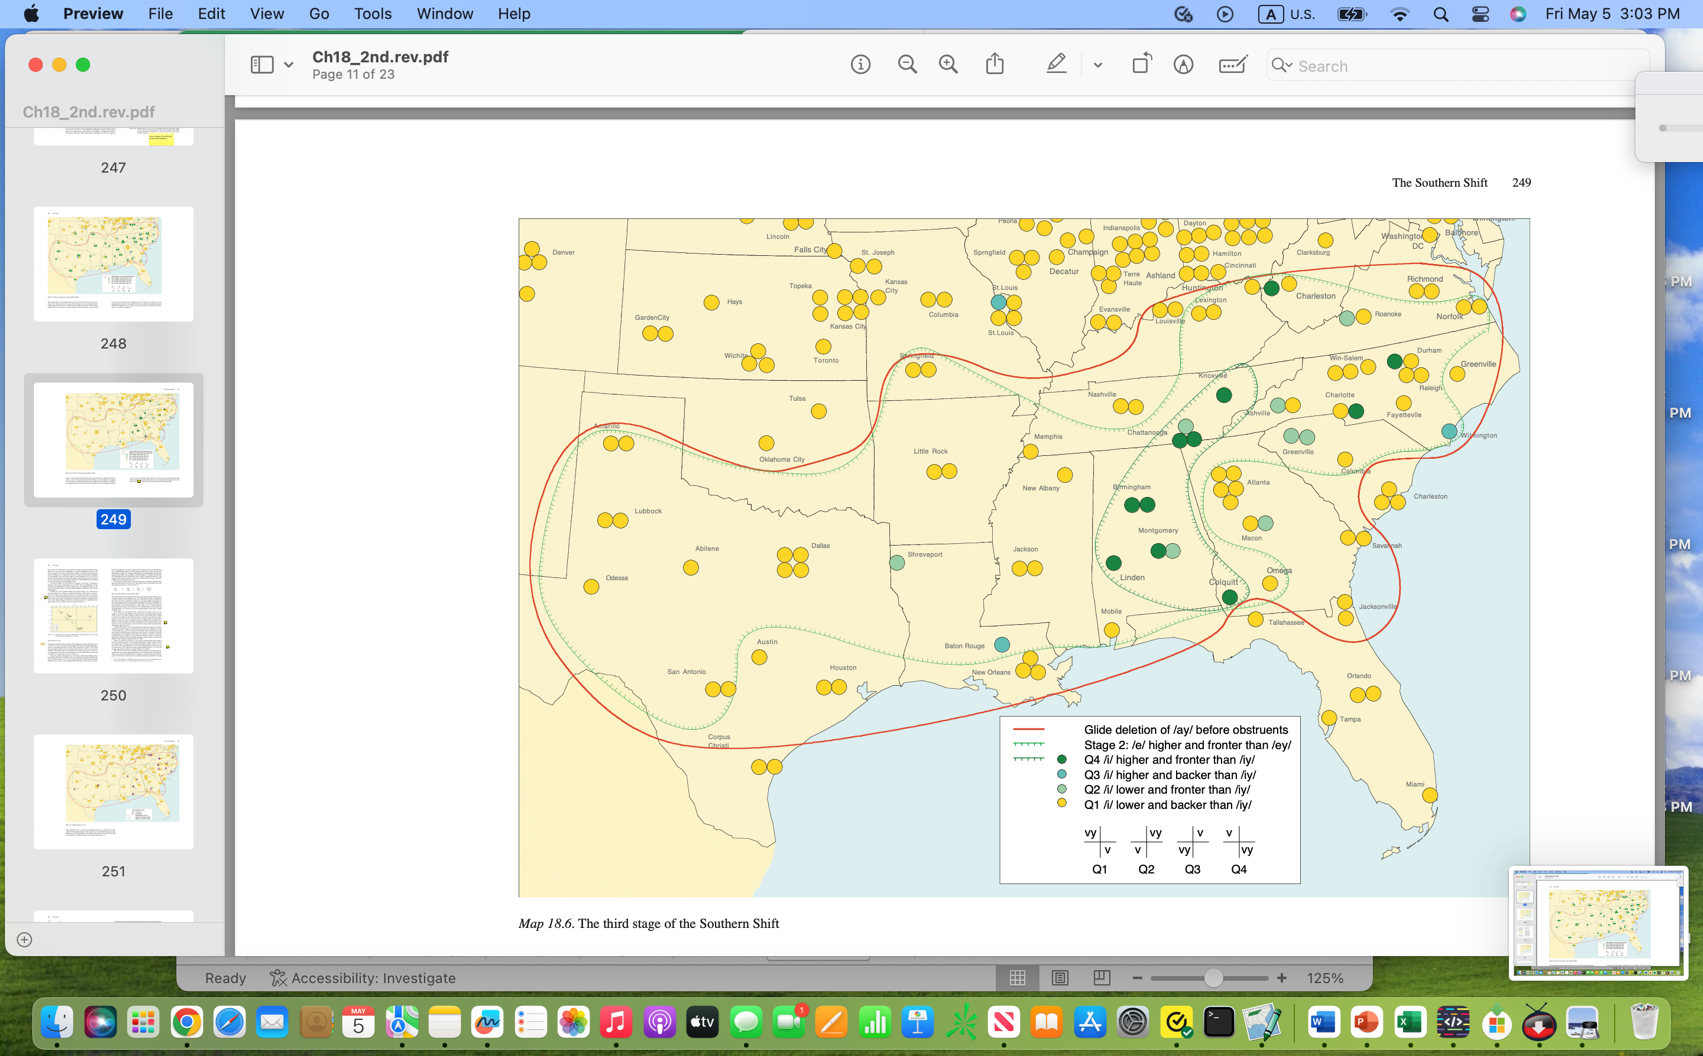 Preview File Edit View Go Tools Window Help
A U.S. Fri May 5 3:03 PM
Ch18_2nd.rev.pdf
Page 11 of 23
Search
Ch18_2nd.rev.pdf
247
248
249
250
251
The Southern Shift 249
Peoria
Dayton
Lincoln
Indianapolis
Washington DC
Baltimore
Denver
Falls City
St. Joseph
Springfield
Champaign
Hamilton
Clarksburg
Decatur
Terre Haute
Ashland
Cincinnati
Topeka
Kansas City
St.Louis
Huntington
Charleston
Richmond
Hays
Columbia
Evansville
Lexington
GardenCity
Kansas City
St.Louis
Louisville
Roanoke
Norfolk
Wichita
Toronto
Springfield
Win-Salem
Durham
Greenville
Knoxville
Raleigh
Tulsa
Nashville
Charlotte
Ashville
Fayetteville
Amarillo
Oklahoma City
Memphis
Chattanooga
Wilmington
Little Rock
Greenville
Columbia
New Albany
Birmingham
Atlanta
Charleston
Lubbock
Montgomery
Macon
Abilene
Dallas
Shreveport
Jackson
Savannah
Odessa
Linden
Colquitt
Omega
Mobile
Jacksonville
Tallahassee
Austin
Baton Rouge
San Antonio
Houston
New Orleans
Orlando
Tampa
Corpus Christi
Miami
Glide deletion of /ay/ before obstruents
Stage 2: /e/ higher and fronter than /ey/
Q4 /i/ higher and fronter than /iy/
Q3 /i/ higher and backer than /iy/
Q2 /i/ lower and fronter than /iy/
Q1 /i/ lower and backer than /iy/
vy vy v v
v v vy vy
Q1 Q2 Q3 Q4
Map 18.6. The third stage of the Southern Shift
PM
PM
PM
PM
PM
Ready Accessibility: Investigate 125%
MAY
5
tv
1